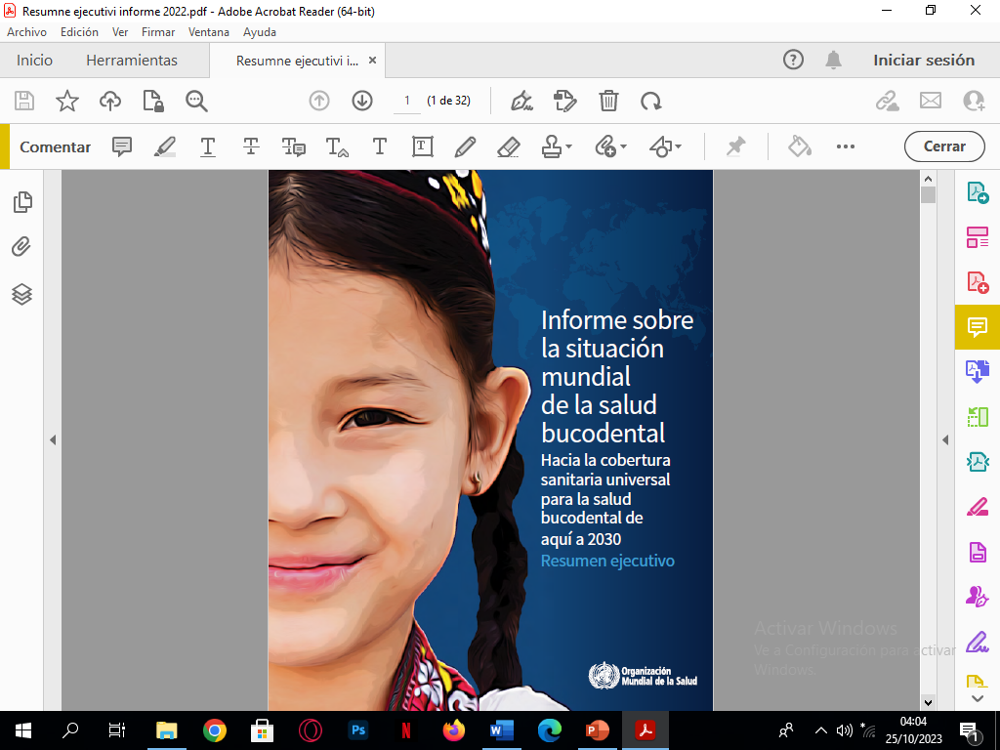 Resumne ejecutivi informe 2022.pdf - Adobe Acrobat Reader (64-bit)
Archivo Edición Ver Firmar Ventana Ayuda
Inicio Herramientas Resumne ejecutivi i... × Iniciar sesión
1 (1 de 32)
Comentar Cerrar
Informe sobre
la situación
mundial
de la salud
bucodental
Hacia la cobertura
sanitaria universal
para la salud
bucodental de
aquí a 2030
Resumen ejecutivo
Organización
Mundial de la Salud
Activar Windows
Ve a Configuración para activar
Windows.
04:04
25/10/2023
1